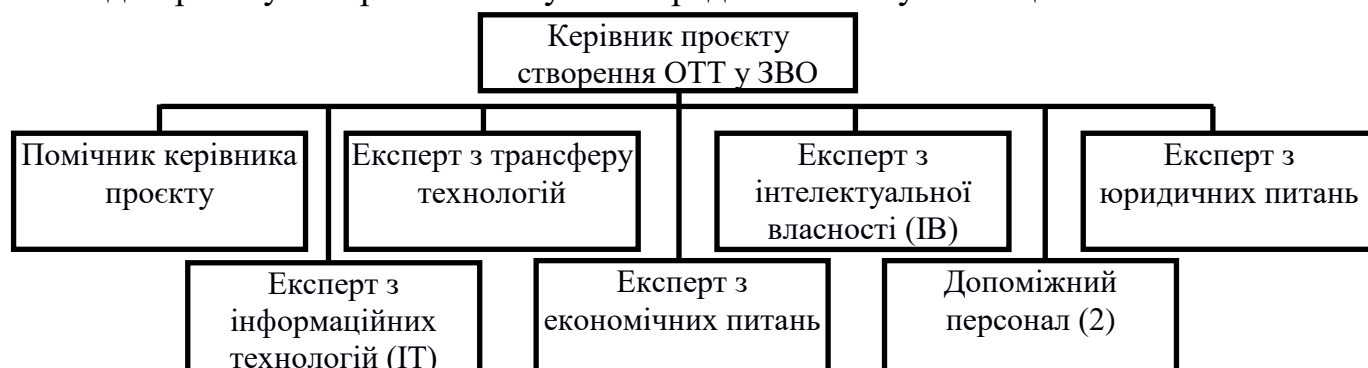 Керівник проєкту
створення ОТТ у ЗВО
Помічник керівника
проєкту
Експерт з трансферу
технологій
Експерт з
інтелектуальної
власності (ІВ)
Експерт з
юридичних питань
Експерт з
інформаційних
технологій (ІТ)
Експерт з
економічних питань
Допоміжний
персонал (2)